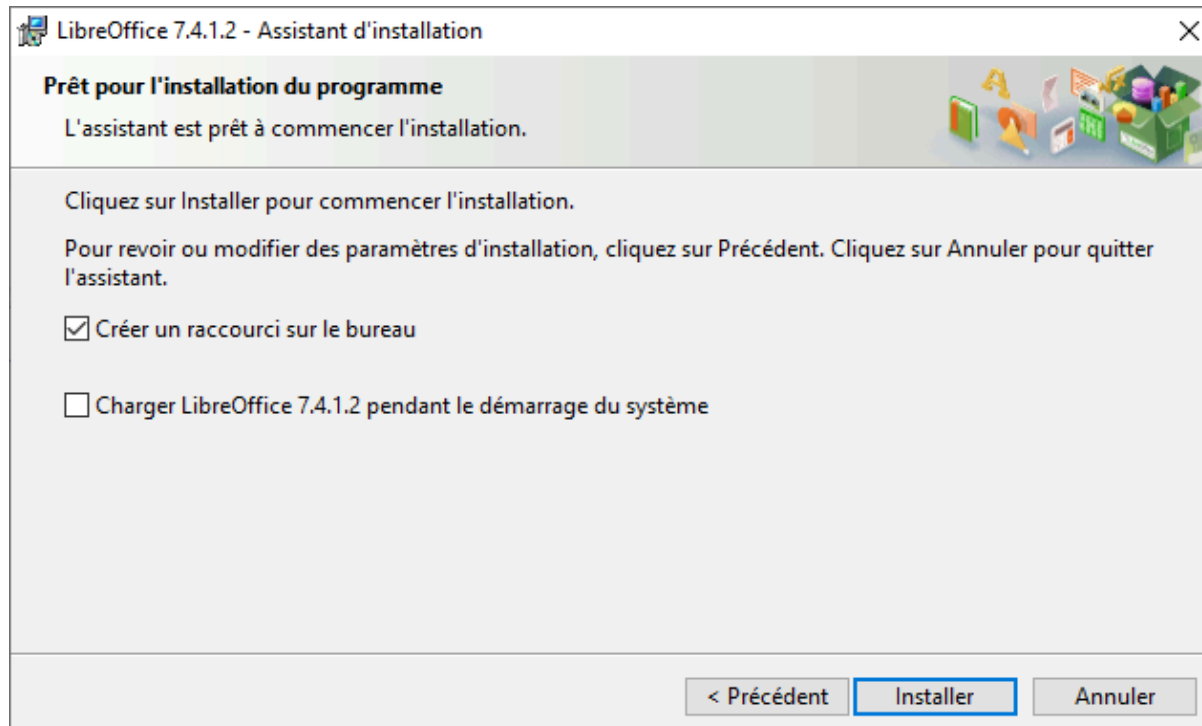 LibreOffice 7.4.1.2 - Assistant d'installation
Prêt pour l'installation du programme
L'assistant est prêt à commencer l'installation.
Cliquez sur Installer pour commencer l'installation.
Pour revoir ou modifier des paramètres d'installation, cliquez sur Précédent. Cliquez sur Annuler pour quitter
l'assistant.
Créer un raccourci sur le bureau
Charger LibreOffice 7.4.1.2 pendant le démarrage du système
< Précédent
Installer
Annuler